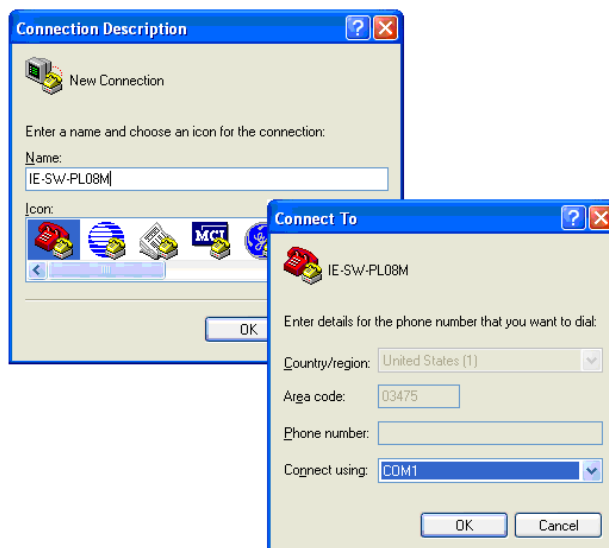 Connection Description
New Connection
Enter a name and choose an icon for the connection:
Name:
IE-SW-PL08M
Icon:
MCI
OK
Connect To
IE-SW-PL08M
Enter details for the phone number that you want to dial:
Country/region: United States (1)
Area code: 03475
Phone number:
Connect using: COM1
OK Cancel